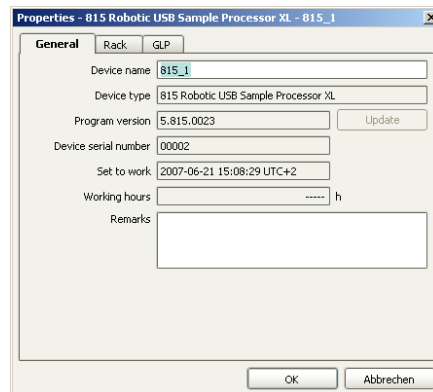 Properties - 815 Robotic USB Sample Processor XL - 815_1
General Rack GLP
Device name 815_1
Device type 815 Robotic USB Sample Processor XL
Program version 5.815.0023 Update
Device serial number 00002
Set to work 2007-06-21 15:08:29 UTC+2
Working hours ----- h
Remarks
OK Abbrechen